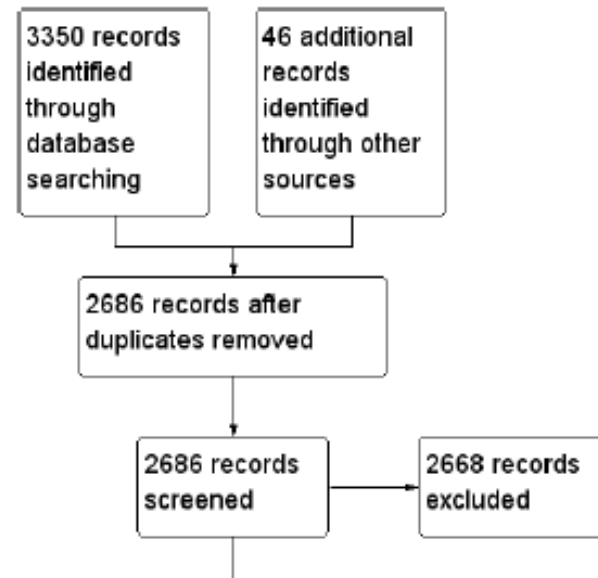 3350 records
identified
through
database
searching
46 additional
records
identified
through other
sources
2686 records after
duplicates removed
2686 records
screened
2668 records
excluded